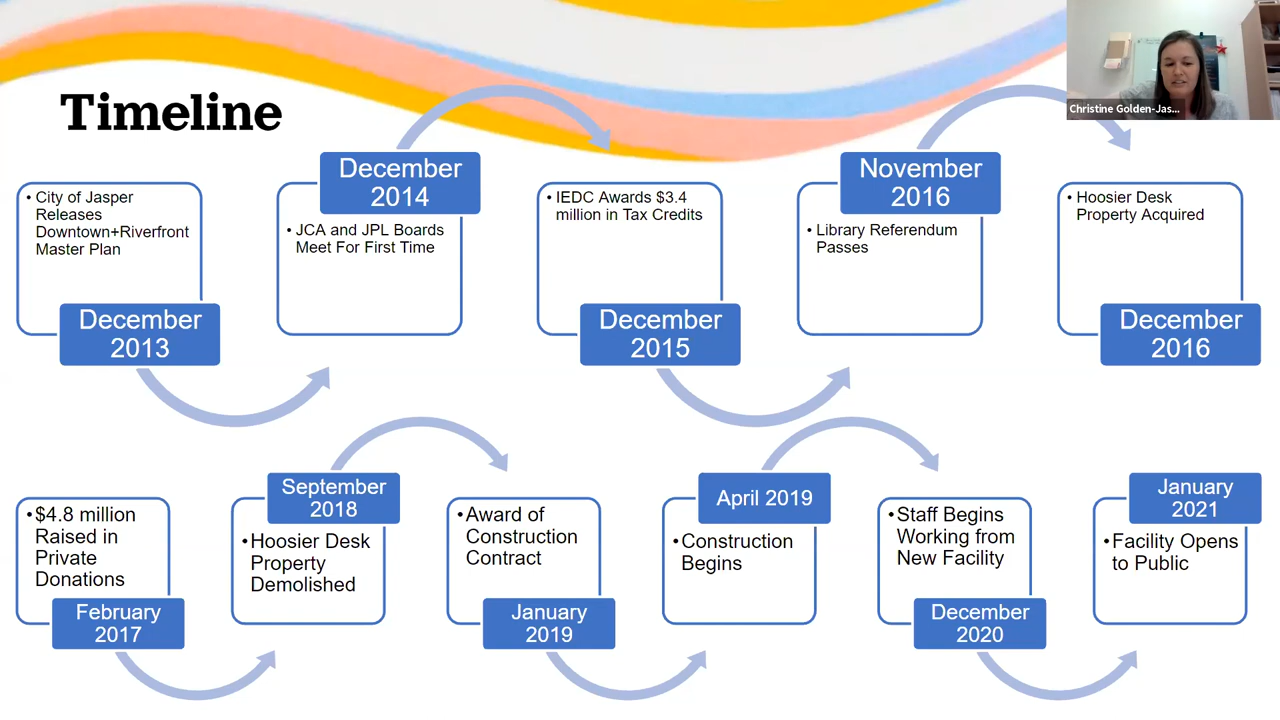 Timeline
Christine Golden-Jas...
• City of Jasper
Releases
Downtown+Riverfront
Master Plan
December
2013
December
2014
• JCA and JPL Boards
Meet For First Time
• IEDC Awards $3.4
million in Tax Credits
December
2015
November
2016
• Library Referendum
Passes
• Hoosier Desk
Property Acquired
December
2016
•$4.8 million
Raised in
Private
Donations
February
2017
September
2018
•Hoosier Desk
Property
Demolished
•Award of
Construction
Contract
January
2019
April 2019
•Construction
Begins
•Staff Begins
Working from
New Facility
December
2020
January
2021
•Facility Opens
to Public